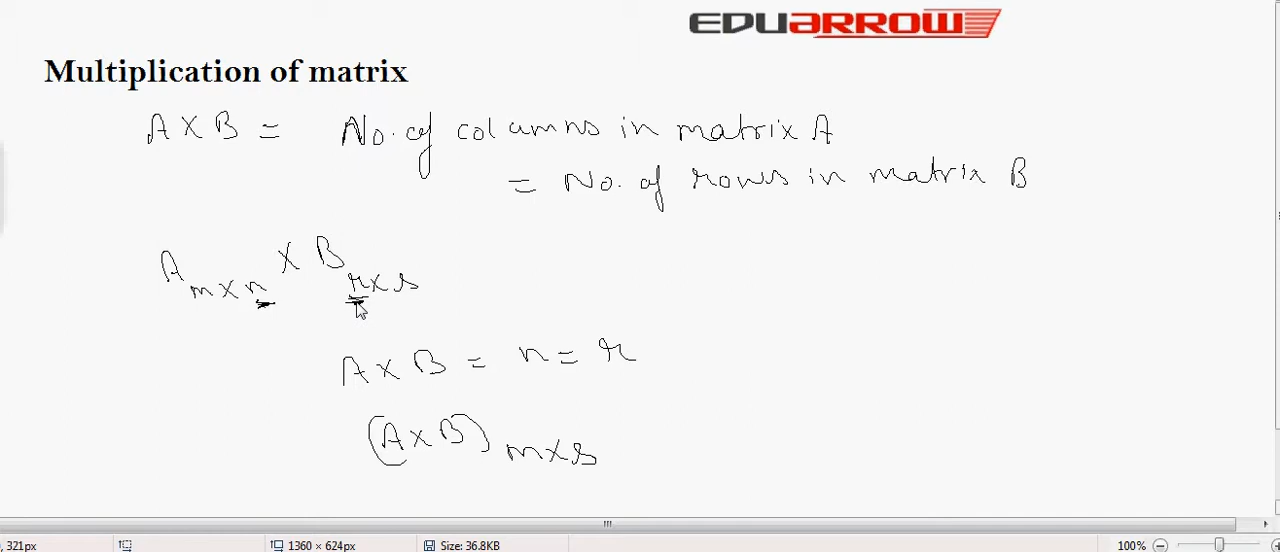 EDUARROW
Multiplication of matrix
A X B = No. of columns in matrix A
= No. of rows in matrix B
A m x n X B r x s
A x B = n = r
(A x B) m x s
, 321px 1360 × 624px Size: 36.8KB 100%